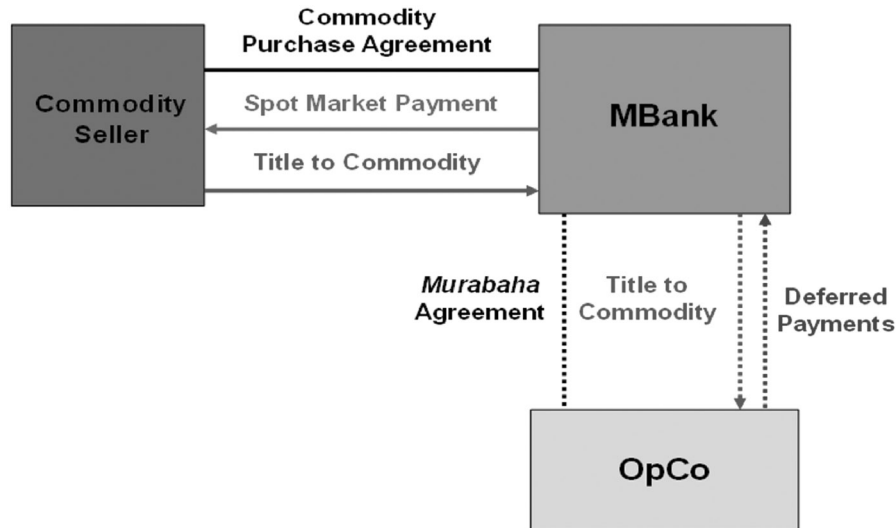 Commodity
Purchase Agreement
Commodity
Seller
Spot Market Payment
MBank
Title to Commodity
Murabaha
Agreement
Title to
Commodity
Deferred
Payments
OpCo